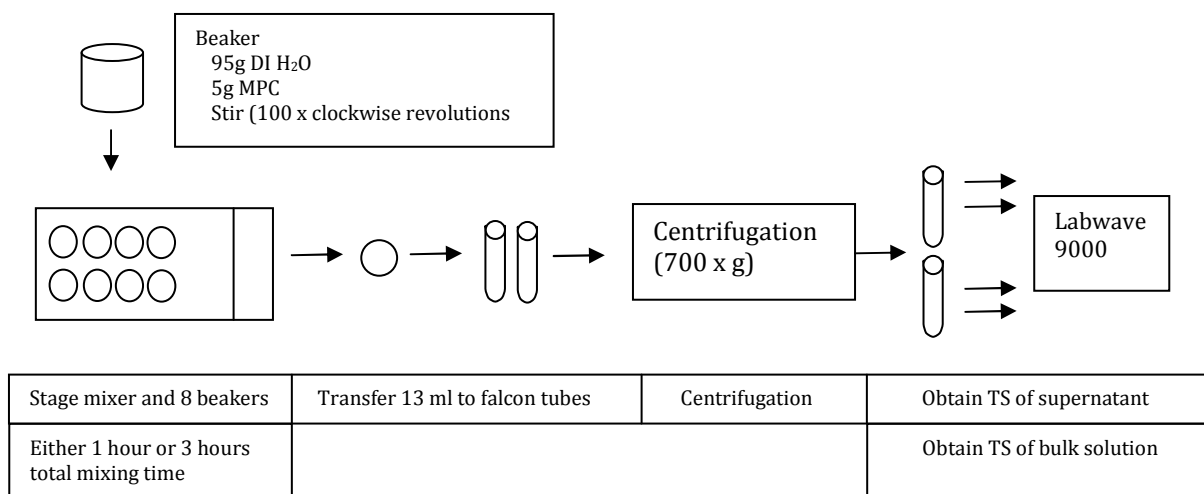 Beaker
95g DI H₂O
5g MPC
Stir (100 x clockwise revolutions
Centrifugation
(700 x g)
Labwave
9000
Stage mixer and 8 beakers
Transfer 13 ml to falcon tubes
Centrifugation
Obtain TS of supernatant
Either 1 hour or 3 hours
total mixing time
Obtain TS of bulk solution